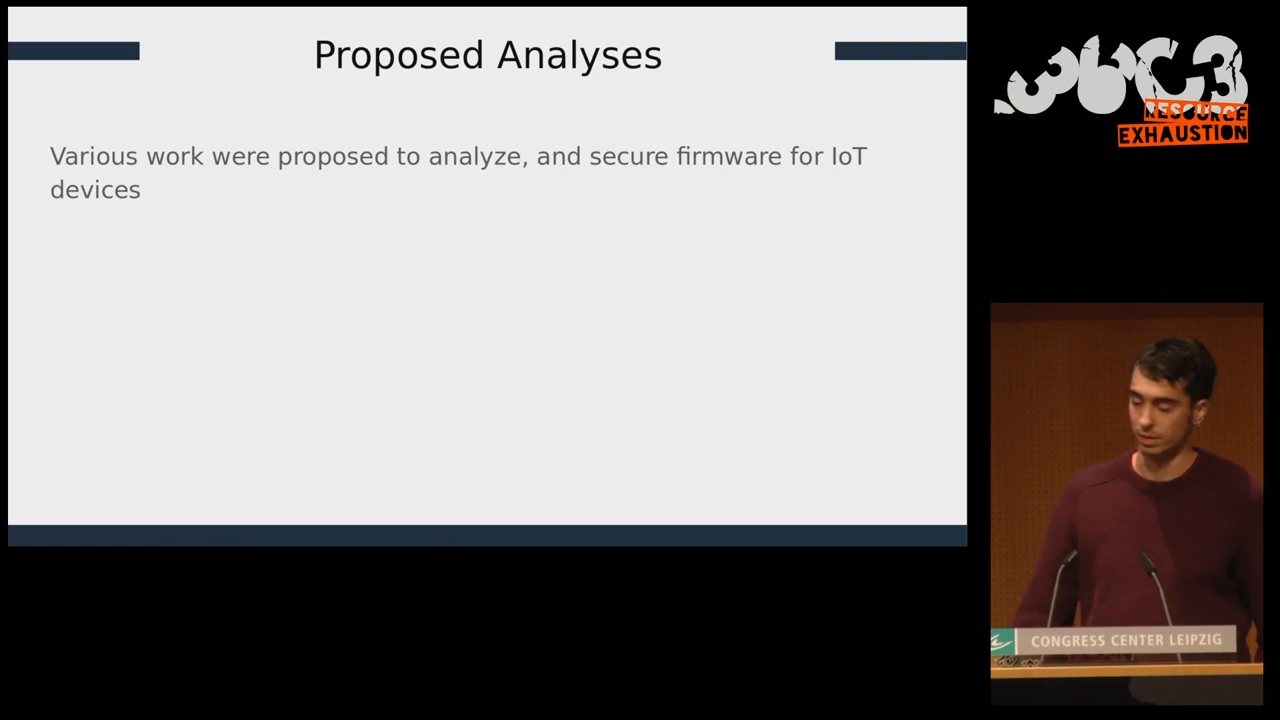 Proposed Analyses
Various work were proposed to analyze, and secure firmware for IoT
devices
36C3
RESOURCE
EXHAUSTION
CONGRESS CENTER LEIPZIG